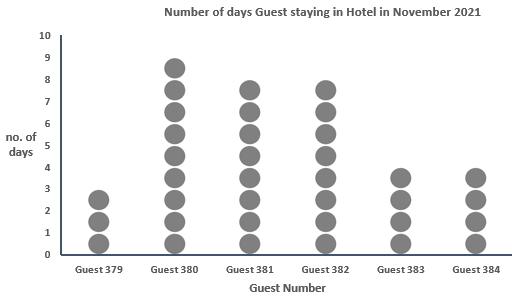 Number of days Guest staying in Hotel in November 2021
10
9
8
7
6
5
4
3
2
1
0
no. of
days
Guest 379 Guest 380 Guest 381 Guest 382 Guest 383 Guest 384
Guest Number